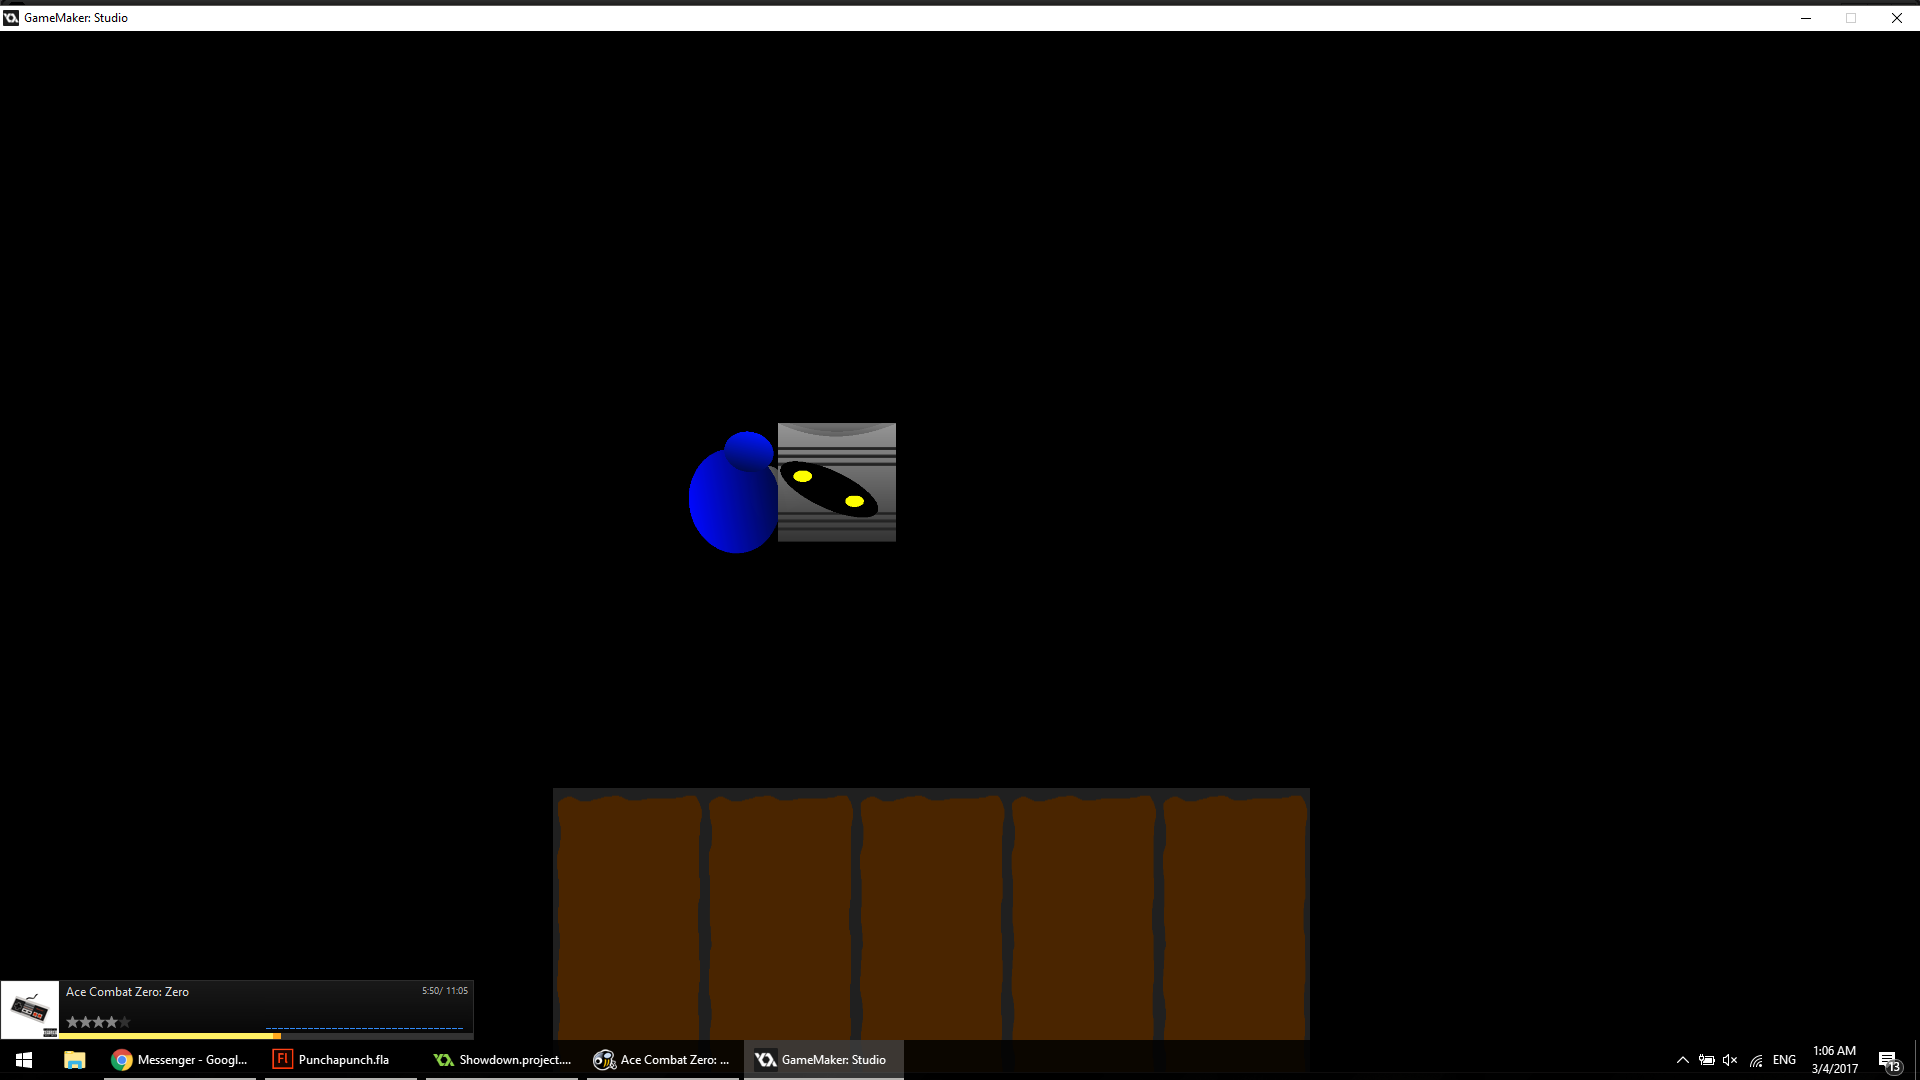 GameMaker: Studio
Ace Combat Zero: Zero
5:50/ 11:05
Messenger - Googl...
Fl
Punchapunch.fla
Showdown.project....
Ace Combat Zero: ...
GameMaker: Studio
ENG
1:06 AM
3/4/2017
13